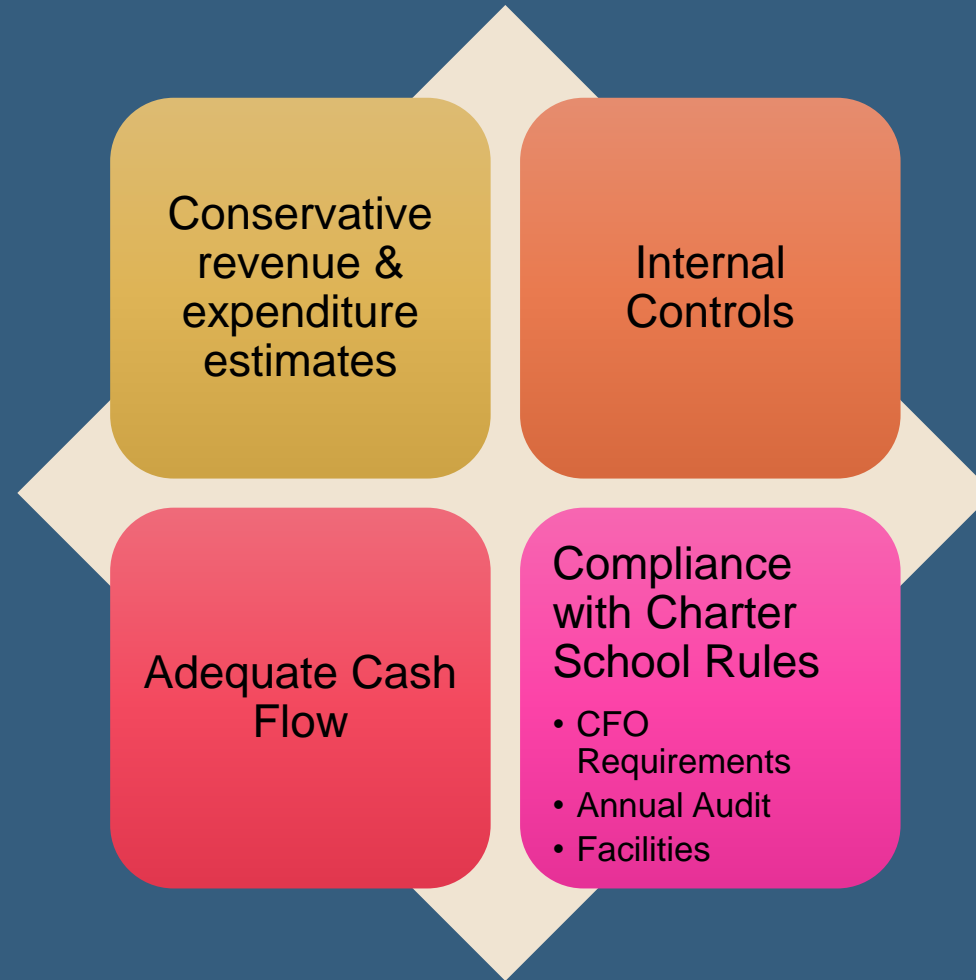 Conservative
revenue &
expenditure
estimates
Internal
Controls
Adequate Cash
Flow
Compliance
with Charter
School Rules
• CFO
Requirements
• Annual Audit
• Facilities